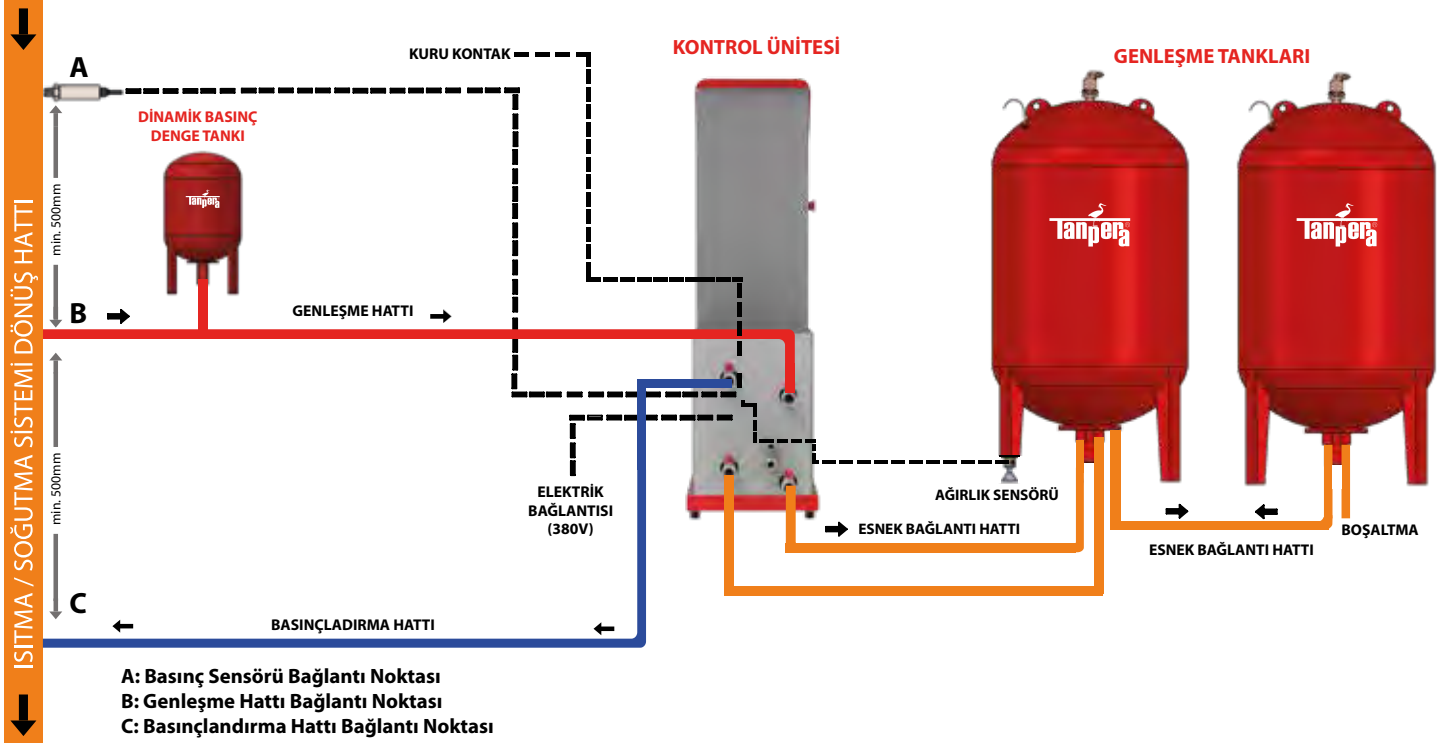 ISITMA / SOĞUTMA SİSTEMİ DÖNÜŞ HATTI
A
min. 500mm
B
min. 500mm
C
DİNAMİK BASINÇ
DENGE TANKI
Tanpera
GENLEŞME HATTI
KURU KONTAK
KONTROL ÜNİTESİ
GENLEŞME TANKLARI
Tanpera®
Tanpera®
ELEKTRİK
BAĞLANTISI
(380V)
AĞIRLIK SENSÖRÜ
ESNEK BAĞLANTI HATTI
ESNEK BAĞLANTI HATTI
BOŞALTMA
BASINÇLADIRMA HATTI
A: Basınç Sensörü Bağlantı Noktası
B: Genleşme Hattı Bağlantı Noktası
C: Basınçlandırma Hattı Bağlantı Noktası